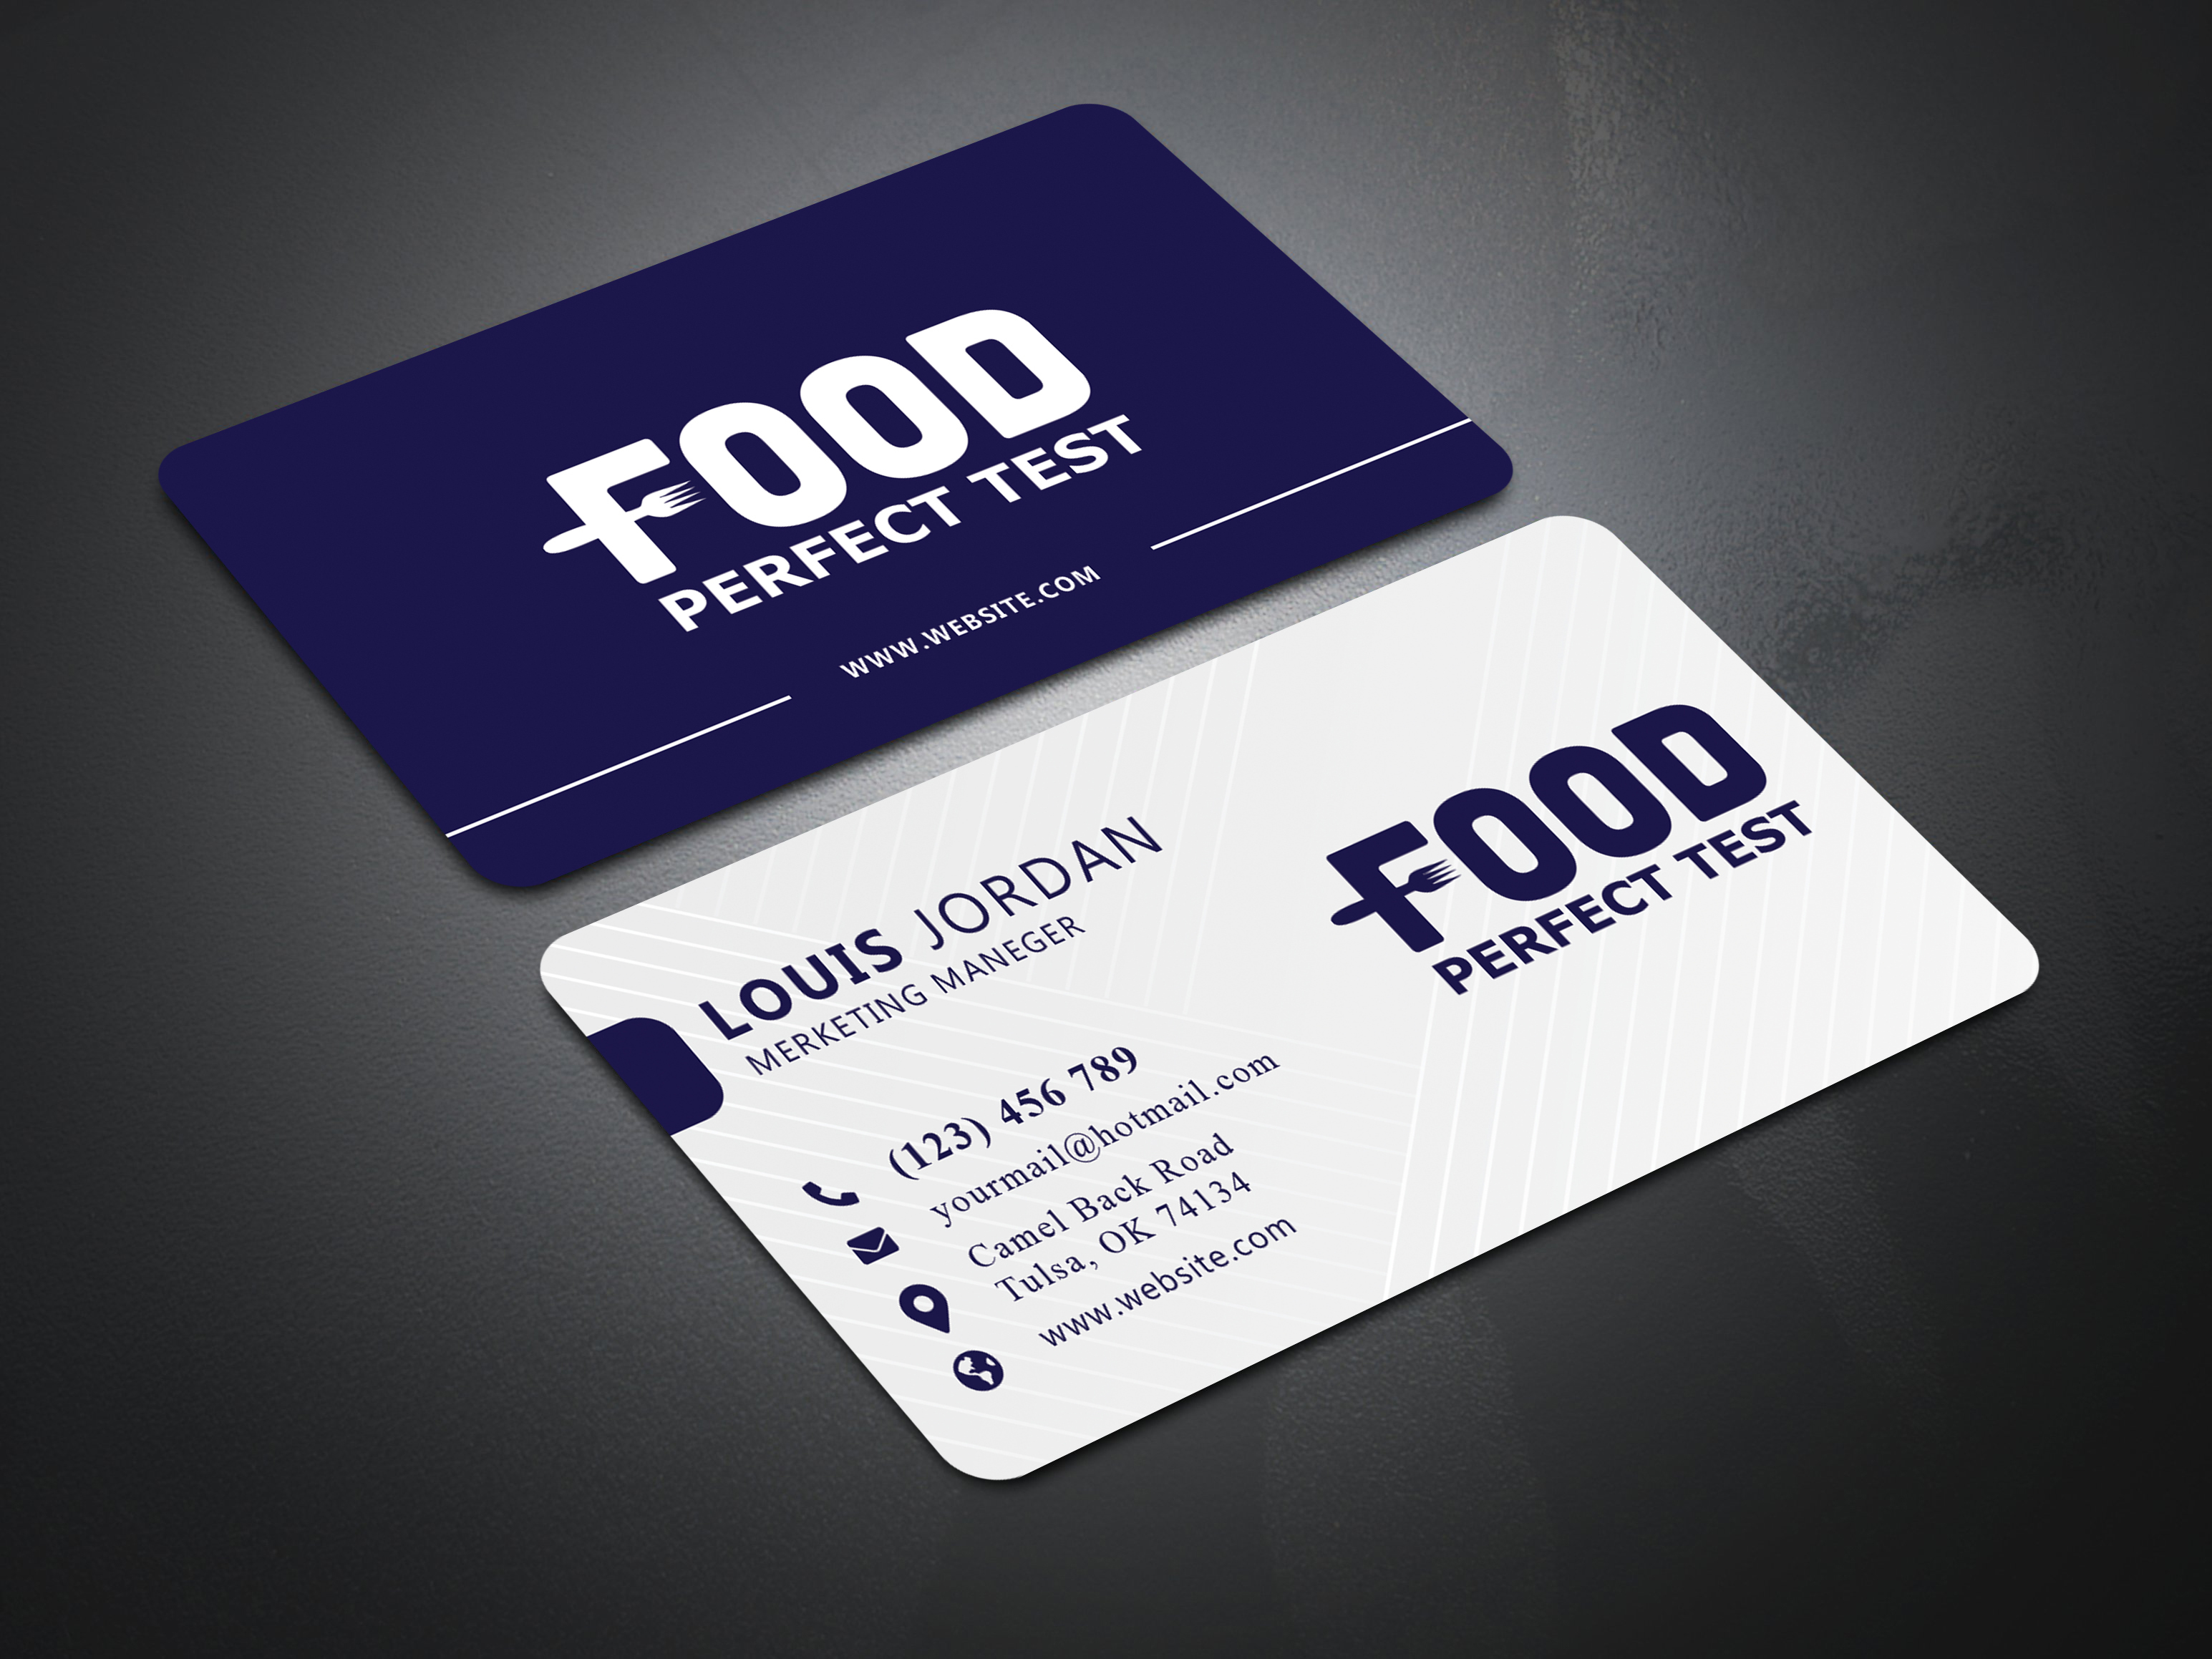 FOOD
PERFECT TEST
WWW.WEBSITE.COM
LOUIS JORDAN
MERKETING MANEGER
(123) 456 789
yourmail@hotmail.com
Camel Back Road
Tulsa, OK 74134
www.website.com
FOOD
PERFECT TEST